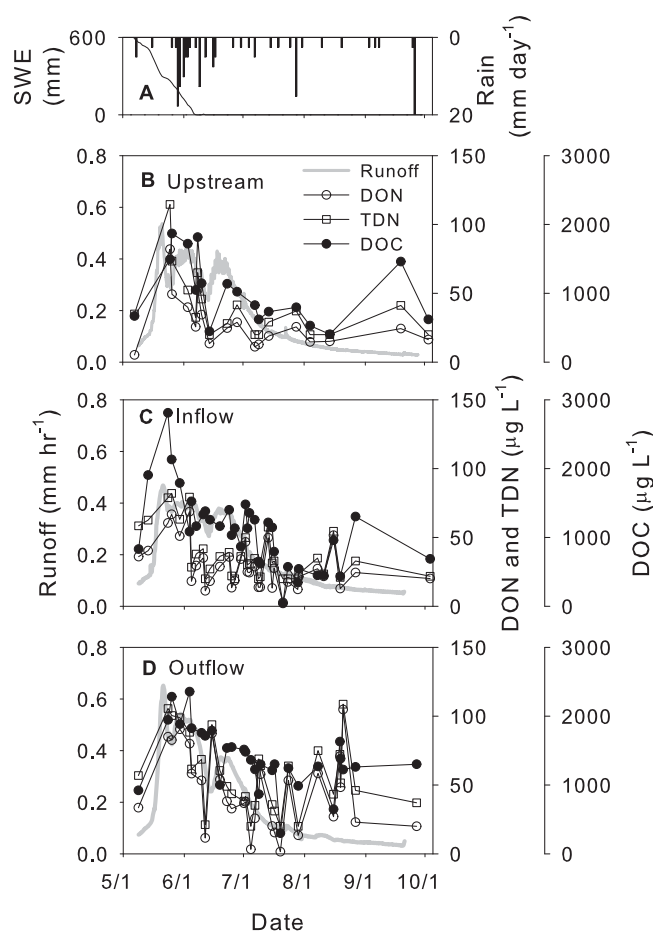 600
0
SWE
(mm)
A
Rain
(mm day-1)
0
20
0.8
150
3000
B Upstream
Runoff
DON
TDN
DOC
0.6
0.4
0.2
0.0
100
50
0
2000
1000
0
0.8
150
3000
C Inflow
0.6
0.4
0.2
0.0
100
50
0
2000
1000
0
Runoff (mm hr-1)
DON and TDN (μg L-1)
DOC (μg L-1)
0.8
150
3000
D Outflow
0.6
0.4
0.2
0.0
100
50
0
2000
1000
0
5/1 6/1 7/1 8/1 9/1 10/1
Date